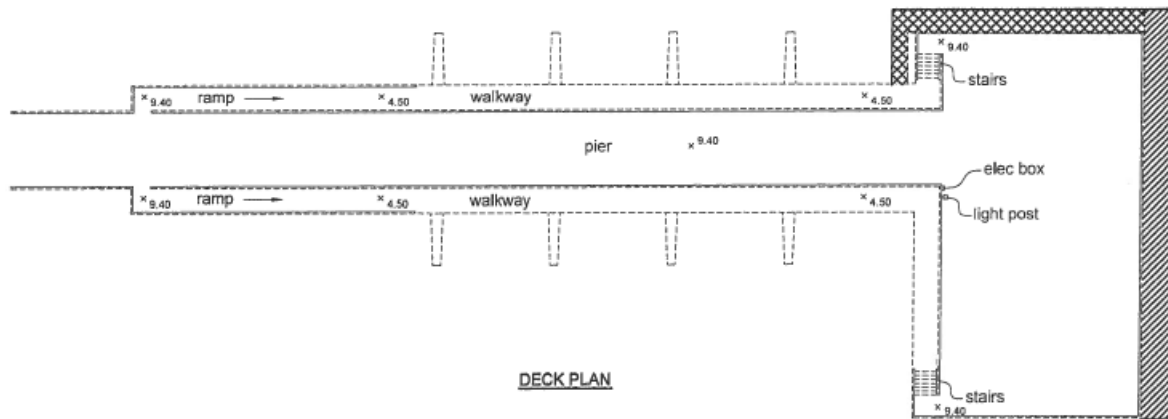 9.40
stairs
9.40 ramp 4.50 walkway 4.50
pier 9.40
elec box
9.40 ramp 4.50 walkway 4.50
light post
DECK PLAN
stairs
9.40